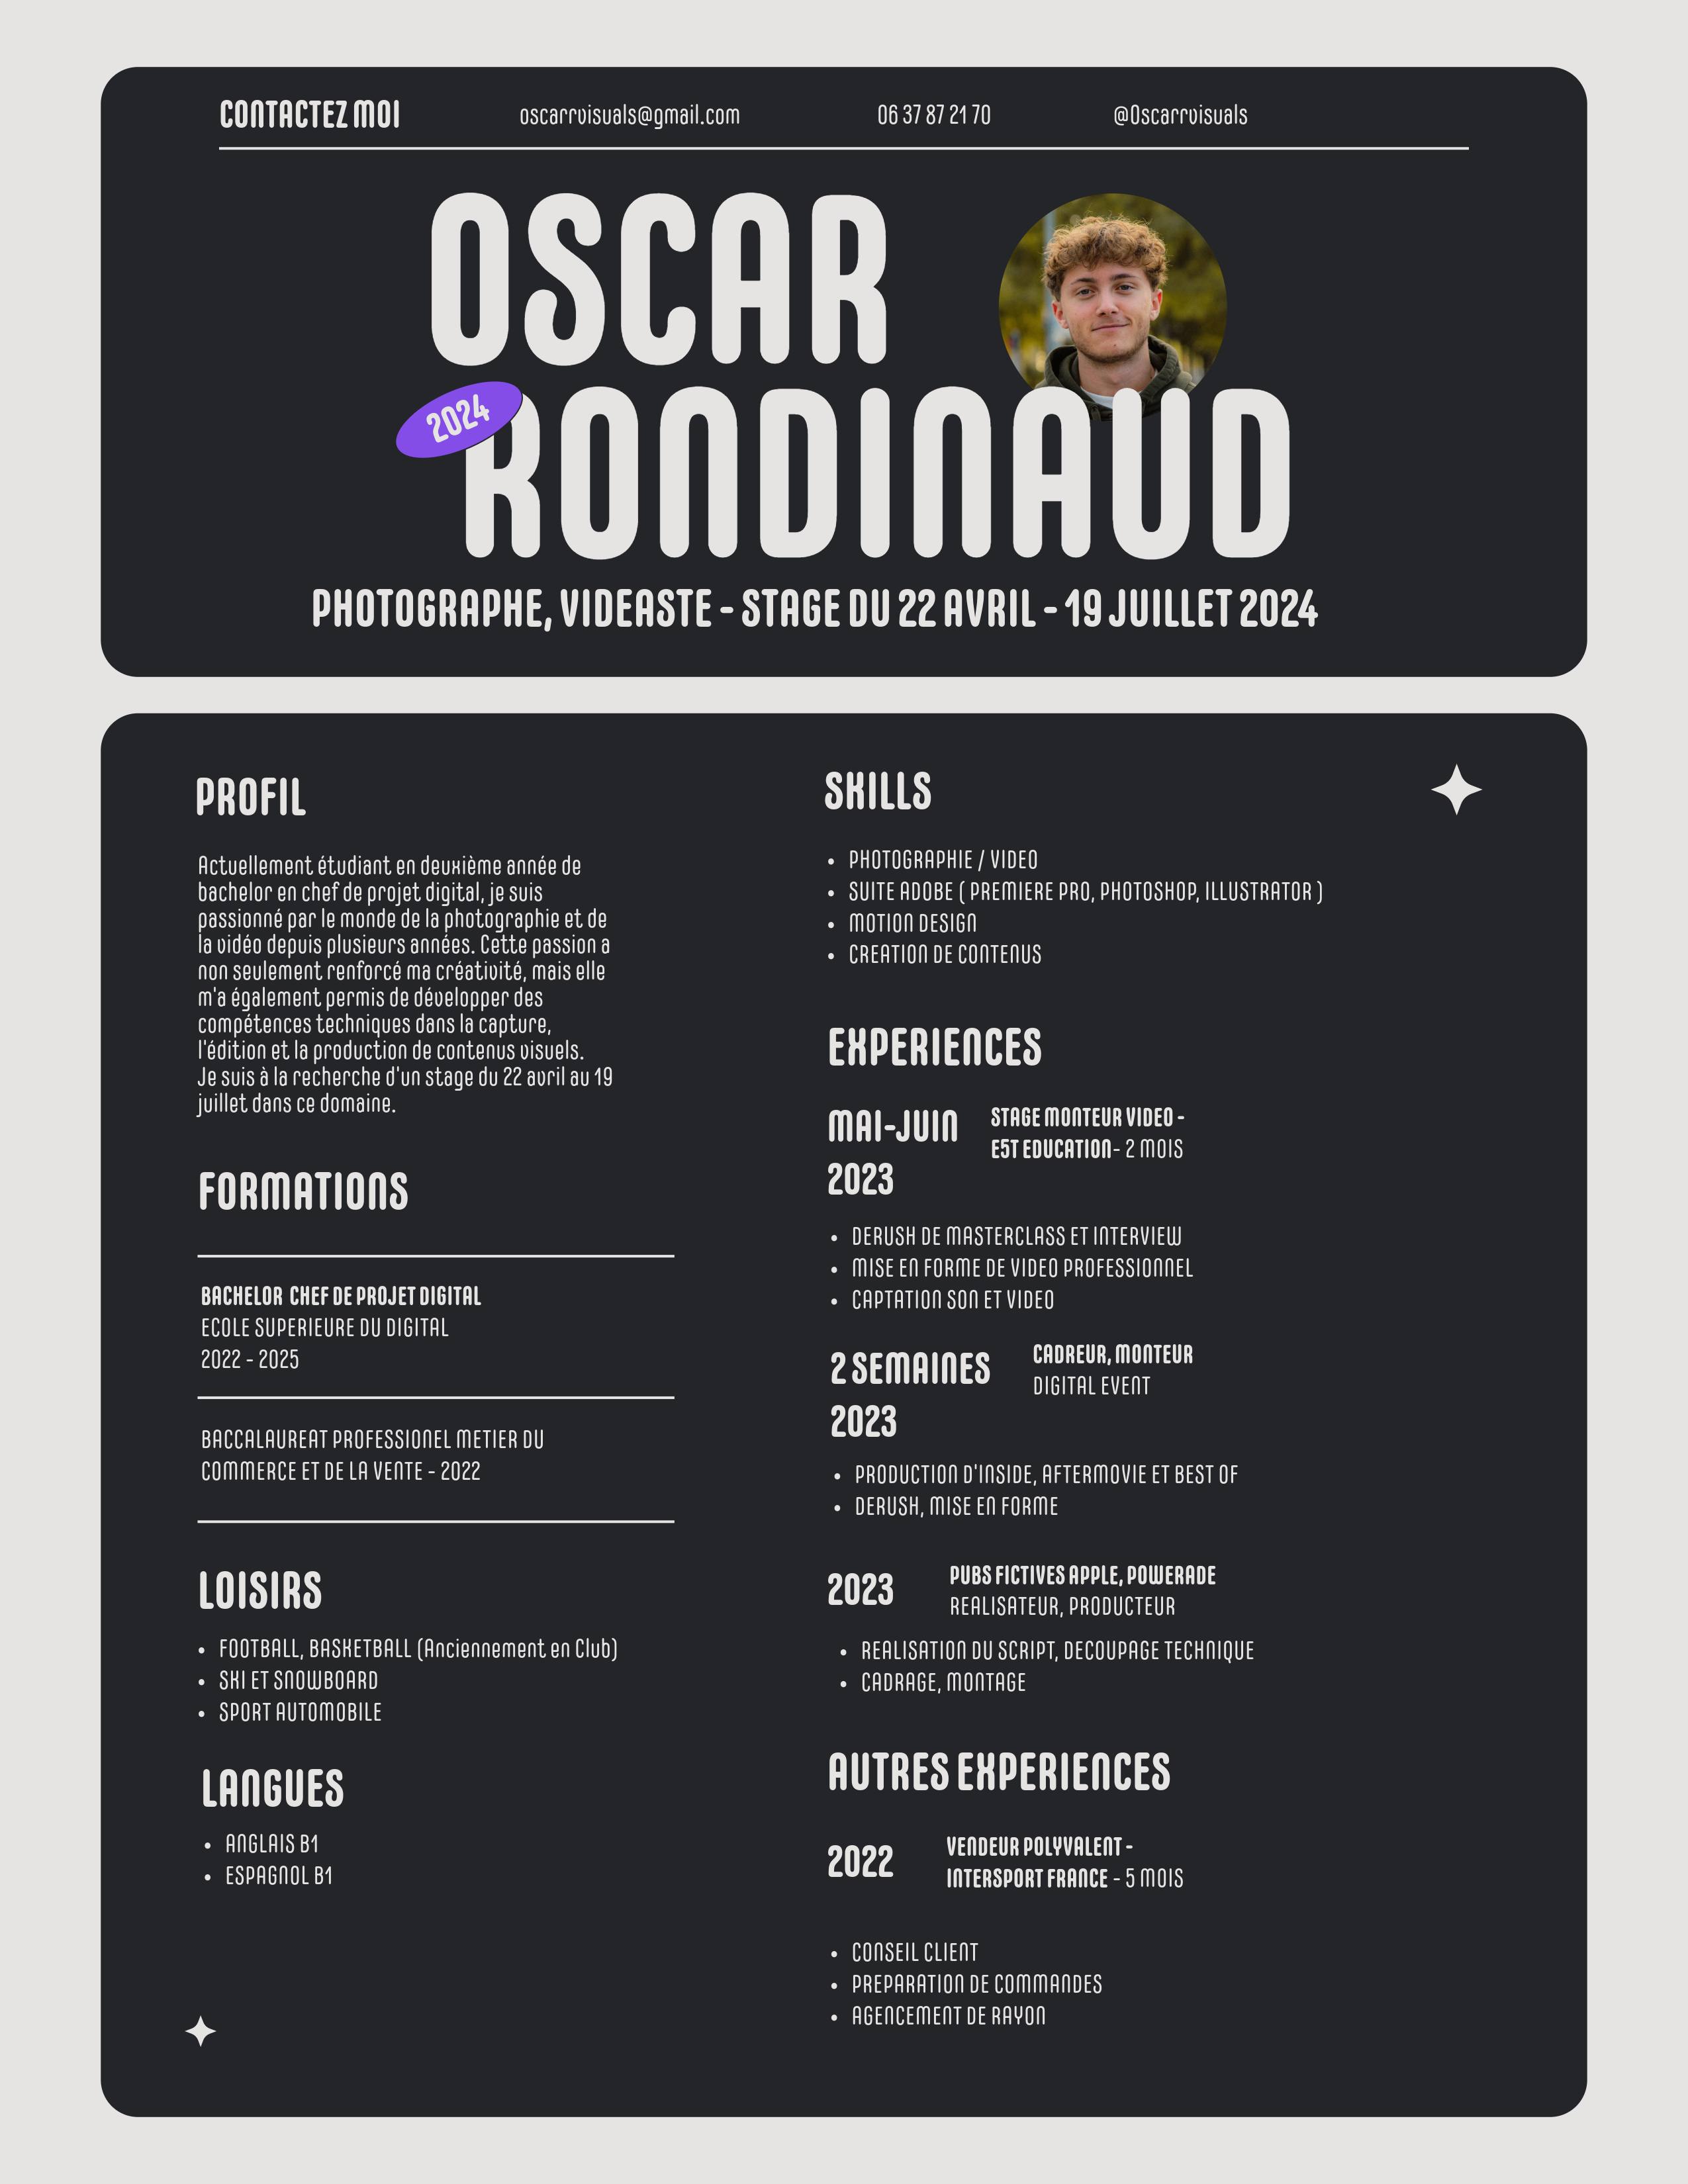 CONTACTEZ MOI oscarrvisuals@gmail.com 06 37 87 21 70 @Oscarrvisuals
OSCAR
2024
RONDINAUD
PHOTOGRAPHE, VIDEASTE - STAGE DU 22 AVRIL - 19 JUILLET 2024
PROFIL
Actuellement étudiant en deuxième année de
bachelor en chef de projet digital, je suis
passionné par le monde de la photographie et de
la vidéo depuis plusieurs années. Cette passion a
non seulement renforcé ma créativité, mais elle
m'a également permis de développer des
compétences techniques dans la capture,
l'édition et la production de contenus visuels.
Je suis à la recherche d'un stage du 22 avril au 19
juillet dans ce domaine.
FORMATIONS
BACHELOR CHEF DE PROJET DIGITAL
ECOLE SUPERIEURE DU DIGITAL
2022 - 2025
BACCALAUREAT PROFESSIONEL METIER DU
COMMERCE ET DE LA VENTE - 2022
LOISIRS
• FOOTBALL, BASKETBALL (Anciennement en Club)
• SKI ET SNOWBOARD
• SPORT AUTOMOBILE
LANGUES
• ANGLAIS B1
• ESPAGNOL B1
SKILLS
• PHOTOGRAPHIE / VIDEO
• SUITE ADOBE ( PREMIERE PRO, PHOTOSHOP, ILLUSTRATOR )
• MOTION DESIGN
• CREATION DE CONTENUS
EXPERIENCES
MAI-JUIN
2023
STAGE MONTEUR VIDEO -
E5T EDUCATION- 2 MOIS
• DERUSH DE MASTERCLASS ET INTERVIEW
• MISE EN FORME DE VIDEO PROFESSIONNEL
• CAPTATION SON ET VIDEO
2 SEMAINES
2023
CADREUR, MONTEUR
DIGITAL EVENT
• PRODUCTION D'INSIDE, AFTERMOVIE ET BEST OF
• DERUSH, MISE EN FORME
2023
PUBS FICTIVES APPLE, POWERADE
REALISATEUR, PRODUCTEUR
• REALISATION DU SCRIPT, DECOUPAGE TECHNIQUE
• CADRAGE, MONTAGE
AUTRES EXPERIENCES
2022
VENDEUR POLYVALENT -
INTERSPORT FRANCE - 5 MOIS
• CONSEIL CLIENT
• PREPARATION DE COMMANDES
• AGENCEMENT DE RAYON